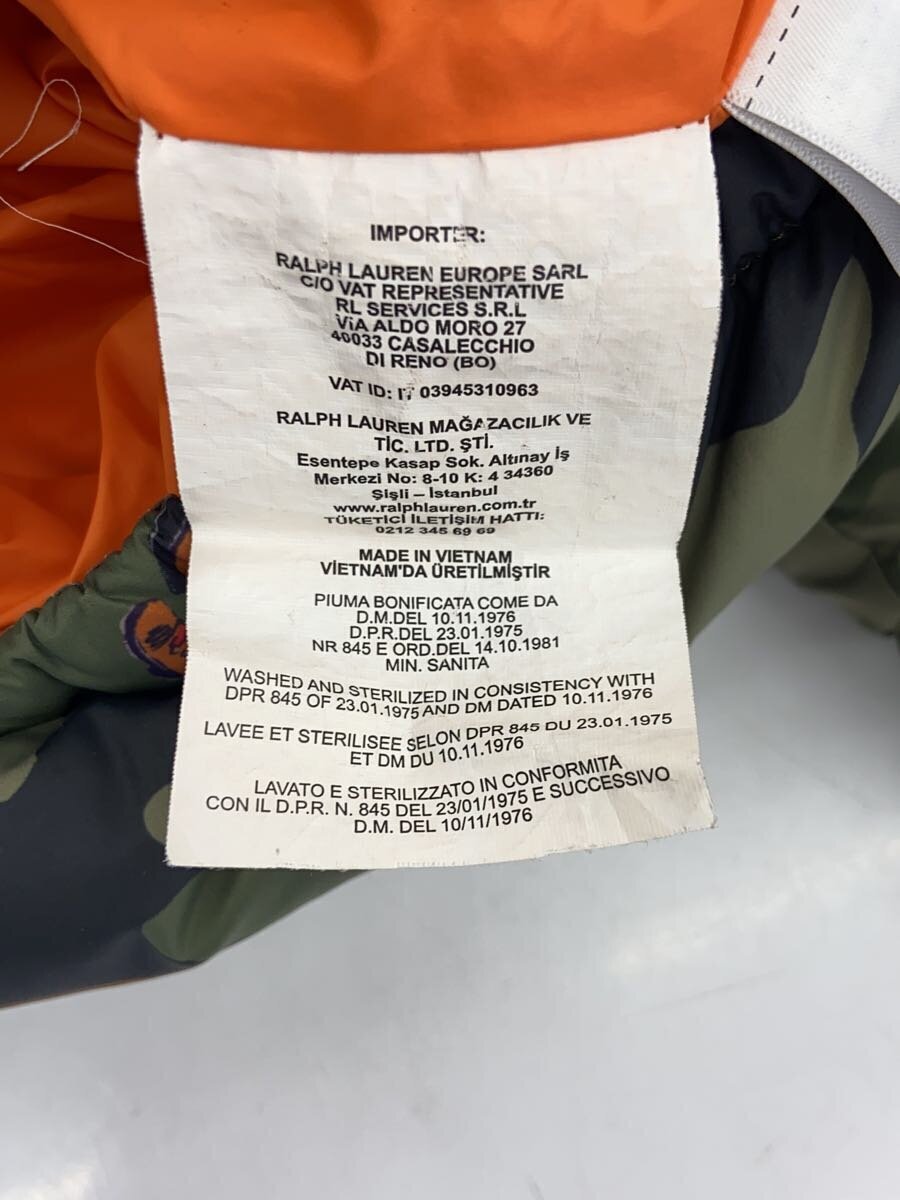 IMPORTER:
RALPH LAUREN EUROPE SARL
C/O VAT REPRESENTATIVE
RL SERVICES S.R.L
ViA ALDO MORO 27
40033 CASALECCHIO
DI RENO (BO)
VAT ID: IT 03945310963
RALPH LAUREN MAĞAZACILIK VE
TİC. LTD. ŞTİ.
Esentepe Kasap Sok. Altınay İş
Merkezi No: 8-10 K: 4 34360
Şişli – İstanbul
www.ralphlauren.com.tr
TÜKETİCİ İLETİŞİM HATTI:
0212 345 69 69
MADE IN VIETNAM
VİETNAM'DA ÜRETİLMİŞTİR
PIUMA BONIFICATA COME DA
D.M.DEL 10.11.1976
D.P.R.DEL 23.01.1975
NR 845 E ORD.DEL 14.10.1981
MIN. SANITA
WASHED AND STERILIZED IN CONSISTENCY WITH
DPR 845 OF 23.01.1975 AND DM DATED 10.11.1976
LAVEE ET STERILISEE SELON DPR 845 DU 23.01.1975
ET DM DU 10.11.1976
LAVATO E STERILIZZATO IN CONFORMITA
CON IL D.P.R. N. 845 DEL 23/01/1975 E SUCCESSIVO
D.M. DEL 10/11/1976